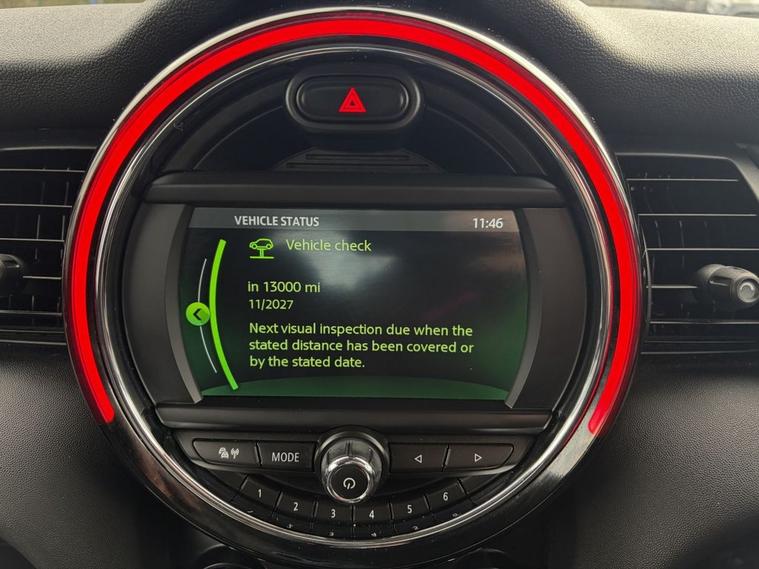 VEHICLE STATUS 11:46
Vehicle check
in 13000 mi
11/2027
Next visual inspection due when the
stated distance has been covered or
by the stated date.
MODE
1 2 3 4 5 6